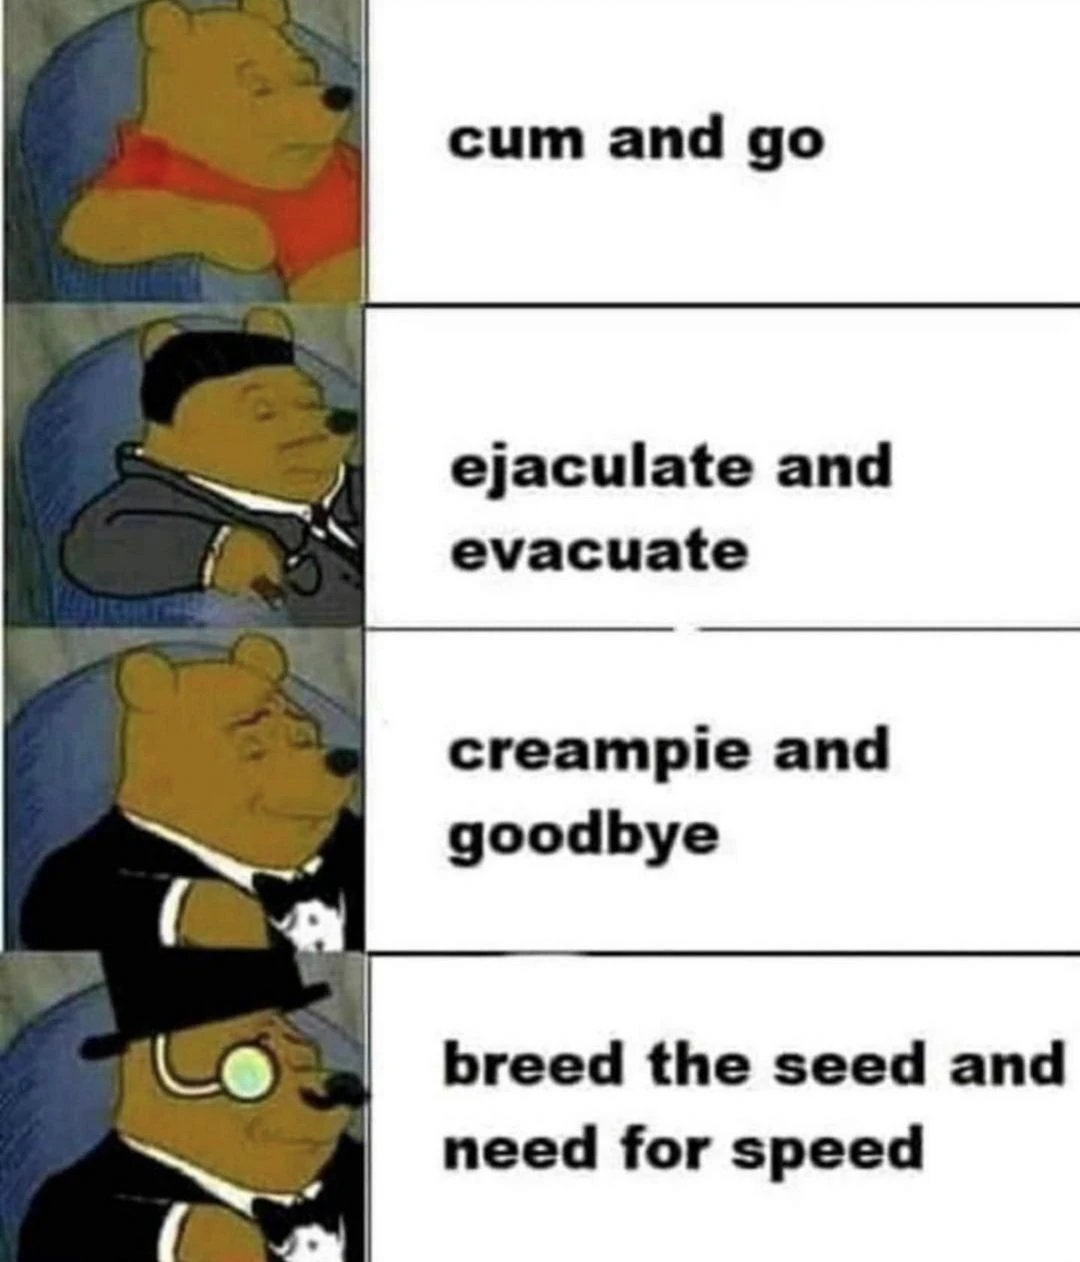 cum and go
ejaculate and
evacuate
creampie and
goodbye
breed the seed and
need for speed